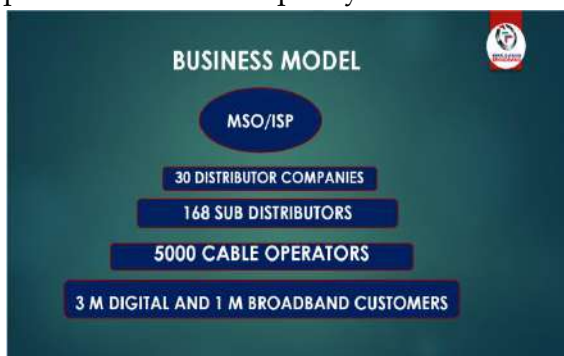 BUSINESS MODEL
MSO/ISP
30 DISTRIBUTOR COMPANIES
168 SUB DISTRIBUTORS
5000 CABLE OPERATORS
3 M DIGITAL AND 1 M BROADBAND CUSTOMERS